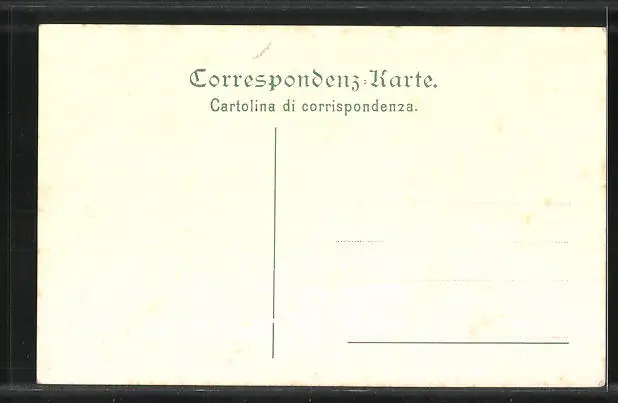 Correspondenz-Karte.
Cartolina di corrispondenza.